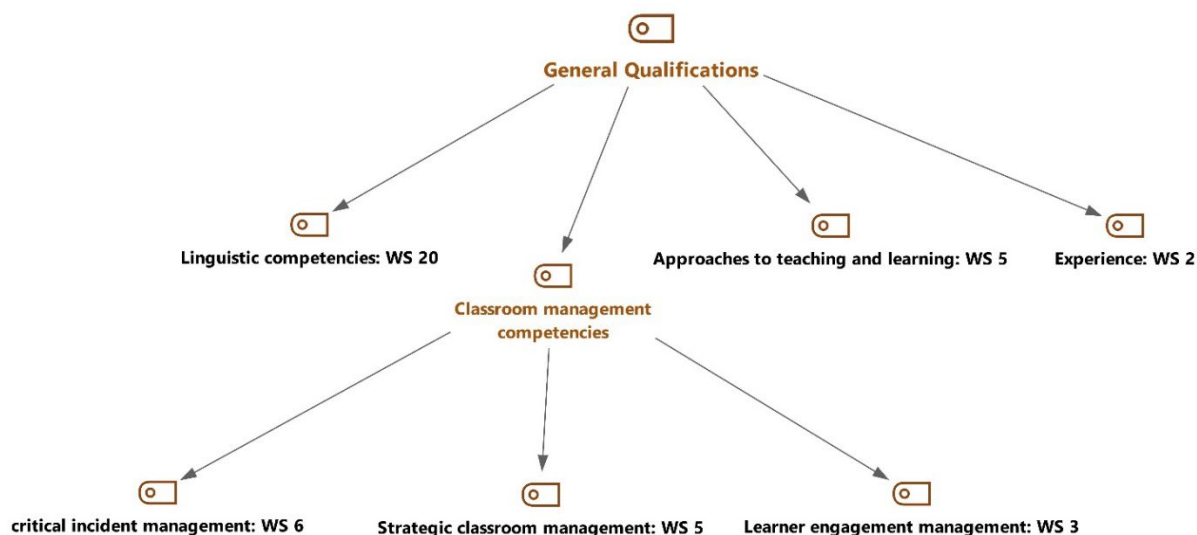 General Qualifications
Linguistic competencies: WS 20
Approaches to teaching and learning: WS 5
Experience: WS 2
Classroom management
competencies
critical incident management: WS 6
Strategic classroom management: WS 5
Learner engagement management: WS 3